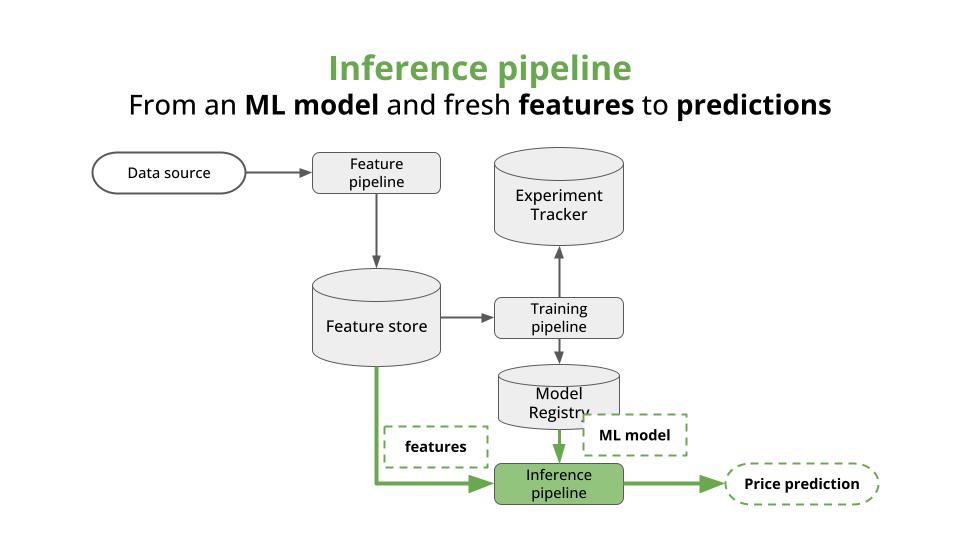 Inference pipeline
From an ML model and fresh features to predictions
Data source
Feature
pipeline
Experiment
Tracker
Feature store
Training
pipeline
Model
Registry
ML model
features
Inference
pipeline
Price prediction